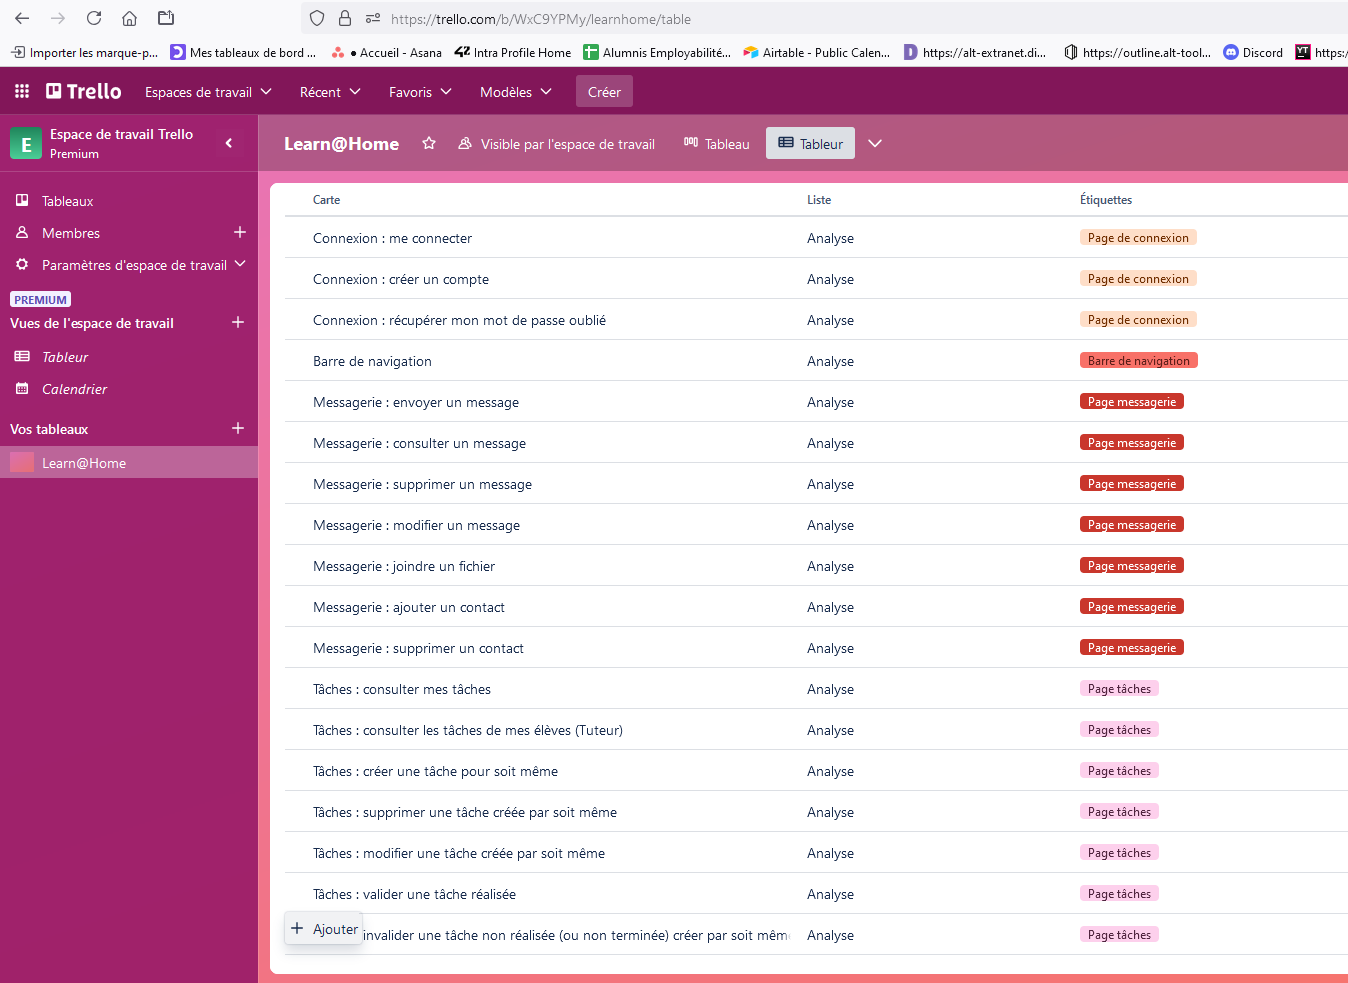 https://trello.com/b/WxC9YPMy/learnhome/table
Importer les marque-p... Mes tableaux de bord ... ● Accueil - Asana Intra Profile Home Alumnis Employabilité... Airtable - Public Calen... https://alt-extranet.di... https://outline.alt-tool... Discord https:/
Trello Espaces de travail Récent Favoris Modèles Créer
E Espace de travail Trello
Premium
Learn@Home Visible par l'espace de travail Tableau Tableur
Tableaux
Membres
Paramètres d'espace de travail
PREMIUM
Vues de l'espace de travail
Tableur
Calendrier
Vos tableaux
Learn@Home
Carte Liste Étiquettes
Connexion : me connecter Analyse Page de connexion
Connexion : créer un compte Analyse Page de connexion
Connexion : récupérer mon mot de passe oublié Analyse Page de connexion
Barre de navigation Analyse Barre de navigation
Messagerie : envoyer un message Analyse Page messagerie
Messagerie : consulter un message Analyse Page messagerie
Messagerie : supprimer un message Analyse Page messagerie
Messagerie : modifier un message Analyse Page messagerie
Messagerie : joindre un fichier Analyse Page messagerie
Messagerie : ajouter un contact Analyse Page messagerie
Messagerie : supprimer un contact Analyse Page messagerie
Tâches : consulter mes tâches Analyse Page tâches
Tâches : consulter les tâches de mes élèves (Tuteur) Analyse Page tâches
Tâches : créer une tâche pour soit même Analyse Page tâches
Tâches : supprimer une tâche créée par soit même Analyse Page tâches
Tâches : modifier une tâche créée par soit même Analyse Page tâches
Tâches : valider une tâche réalisée Analyse Page tâches
Ajouter
invalider une tâche non réalisée (ou non terminée) créer par soit mêm Analyse Page tâches